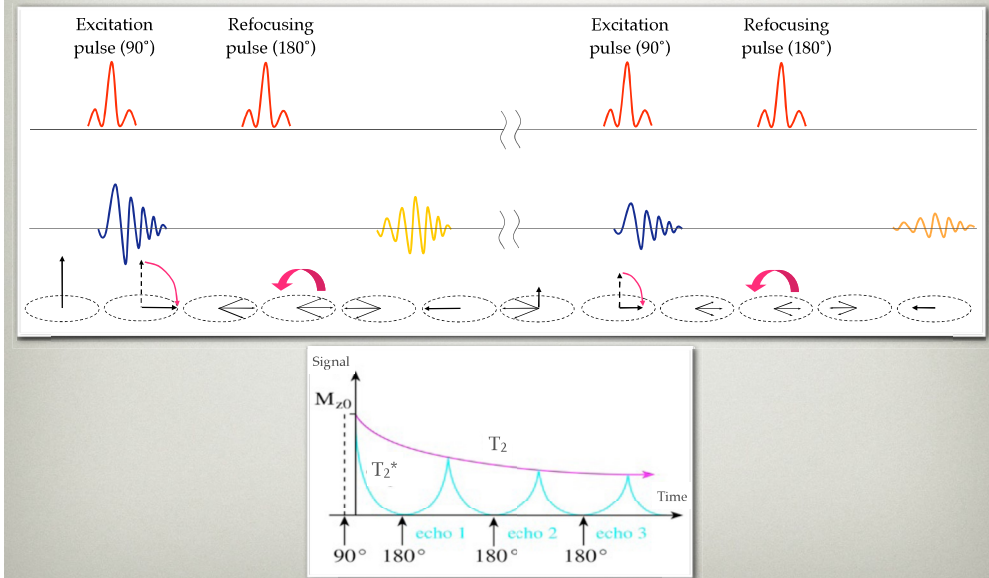 Excitation
pulse (90˚)
Refocusing
pulse (180˚)
Excitation
pulse (90˚)
Refocusing
pulse (180˚)
Signal
Mz0
T2
T2*
Time
echo 1 echo 2 echo 3
90° 180° 180° 180°